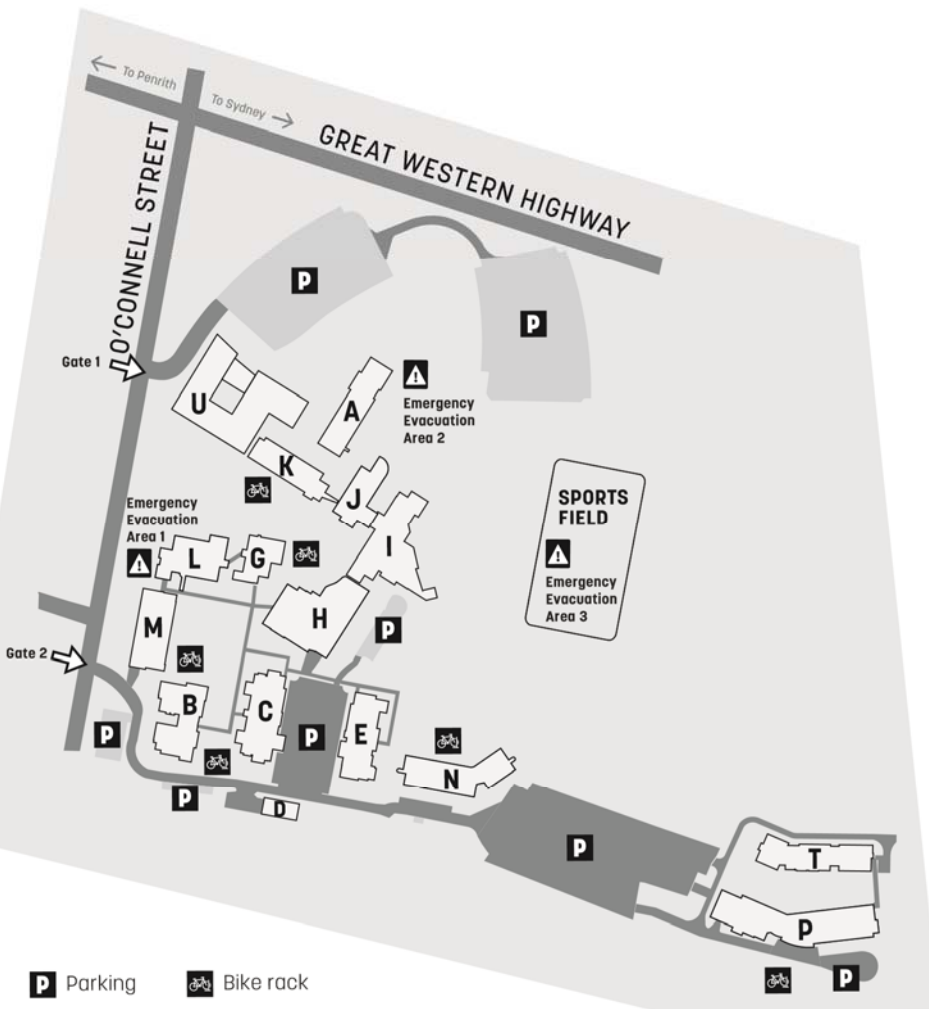 To Penrith
To Sydney
GREAT WESTERN HIGHWAY
O'CONNELL STREET
P
P
Gate 1
U
A
Emergency
Evacuation
Area 2
K
J
SPORTS
FIELD
Emergency
Evacuation
Area 3
Emergency
Evacuation
Area 1
L
G
I
H
M
P
Gate 2
B
C
P
E
P
N
P
D
P
T
P
P
P Parking
Bike rack